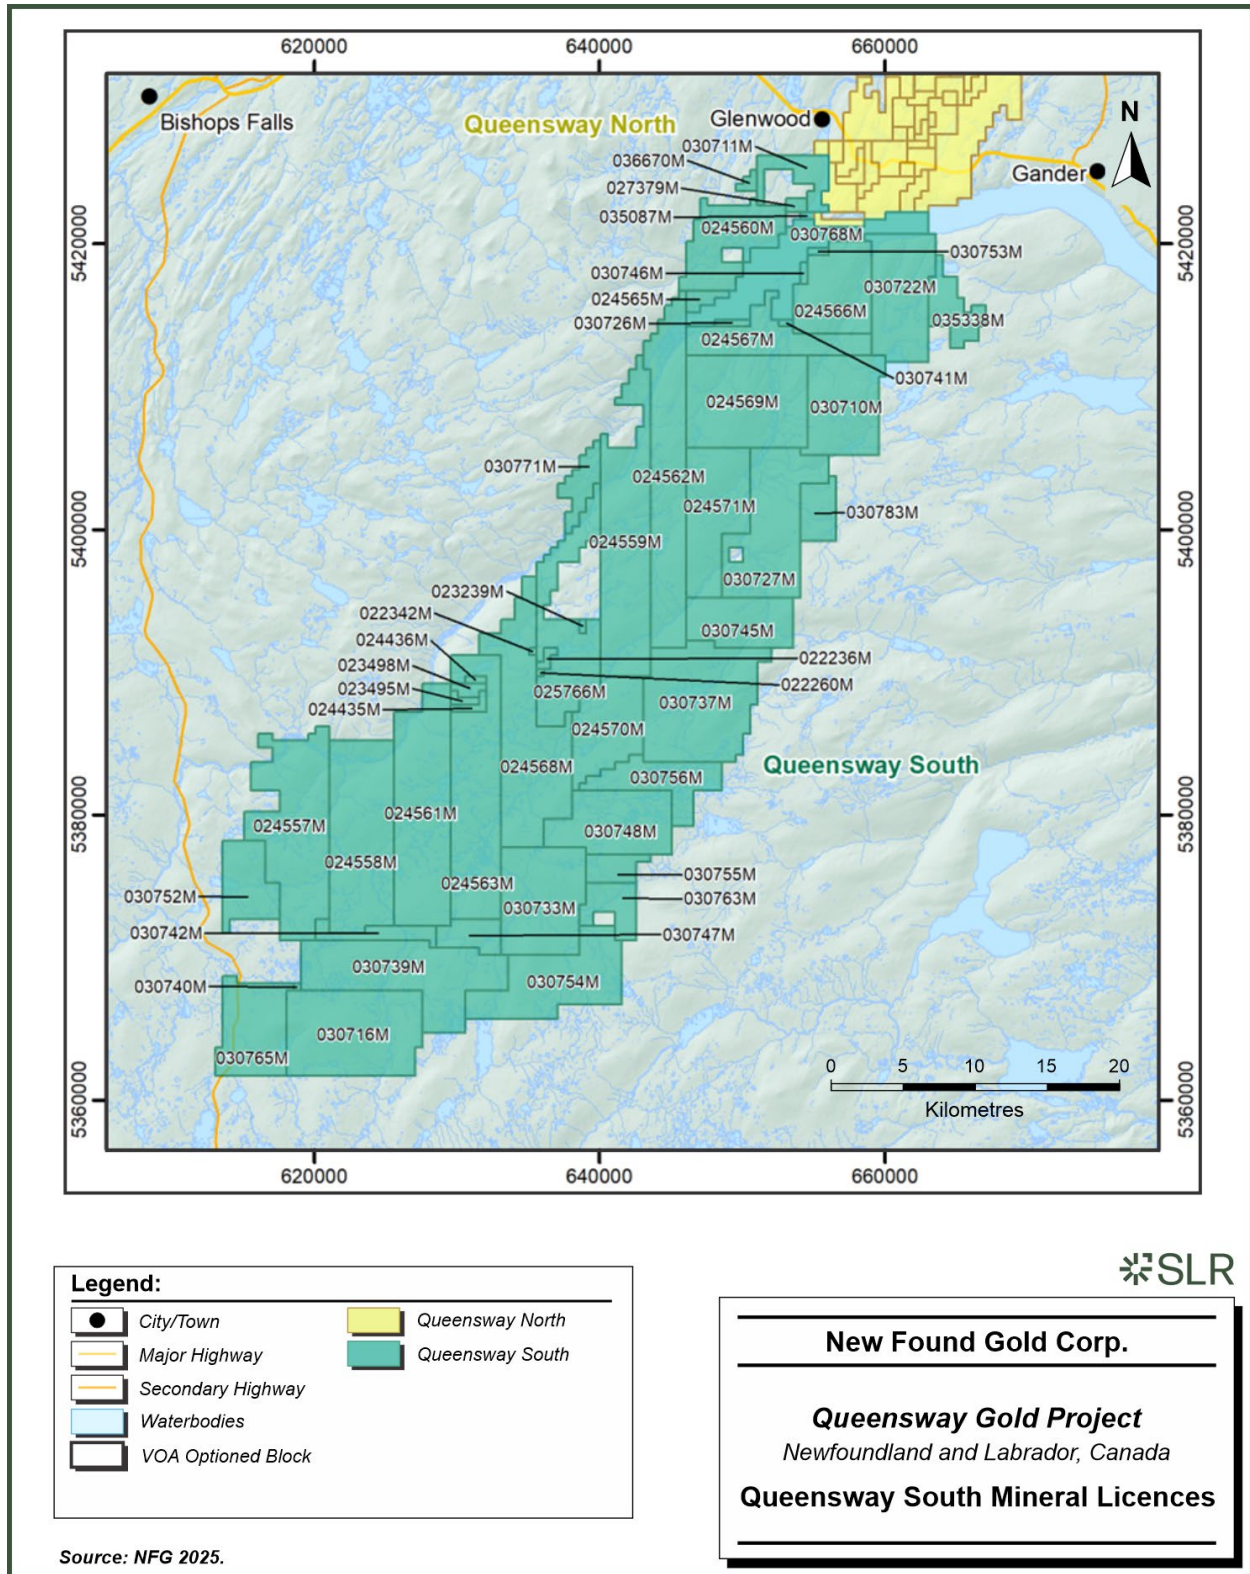 620000
640000
660000
Bishops Falls
Queensway North
Glenwood
N
030711M
036670M
Gander
027379M
035087M
024560M
030768M
5420000
5420000
030753M
030746M
030722M
024565M
024566M
030726M
035338M
024567M
030741M
024569M
030710M
030771M
024562M
024571M
030783M
5400000
5400000
024559M
030727M
023239M
022342M
030745M
024436M
022236M
023498M
022260M
023495M
025766M
030737M
024435M
024570M
Queensway South
024568M
030756M
024561M
5380000
5380000
024557M
030748M
024558M
030755M
024563M
030752M
030763M
030733M
030742M
030747M
030739M
030754M
030740M
030716M
030765M
0 5 10 15 20
Kilometres
5360000
5360000
620000
640000
660000
SLR
Legend:
City/Town
Major Highway
Secondary Highway
Waterbodies
VOA Optioned Block
Queensway North
Queensway South
New Found Gold Corp.
Queensway Gold Project
Newfoundland and Labrador, Canada
Queensway South Mineral Licences
Source: NFG 2025.